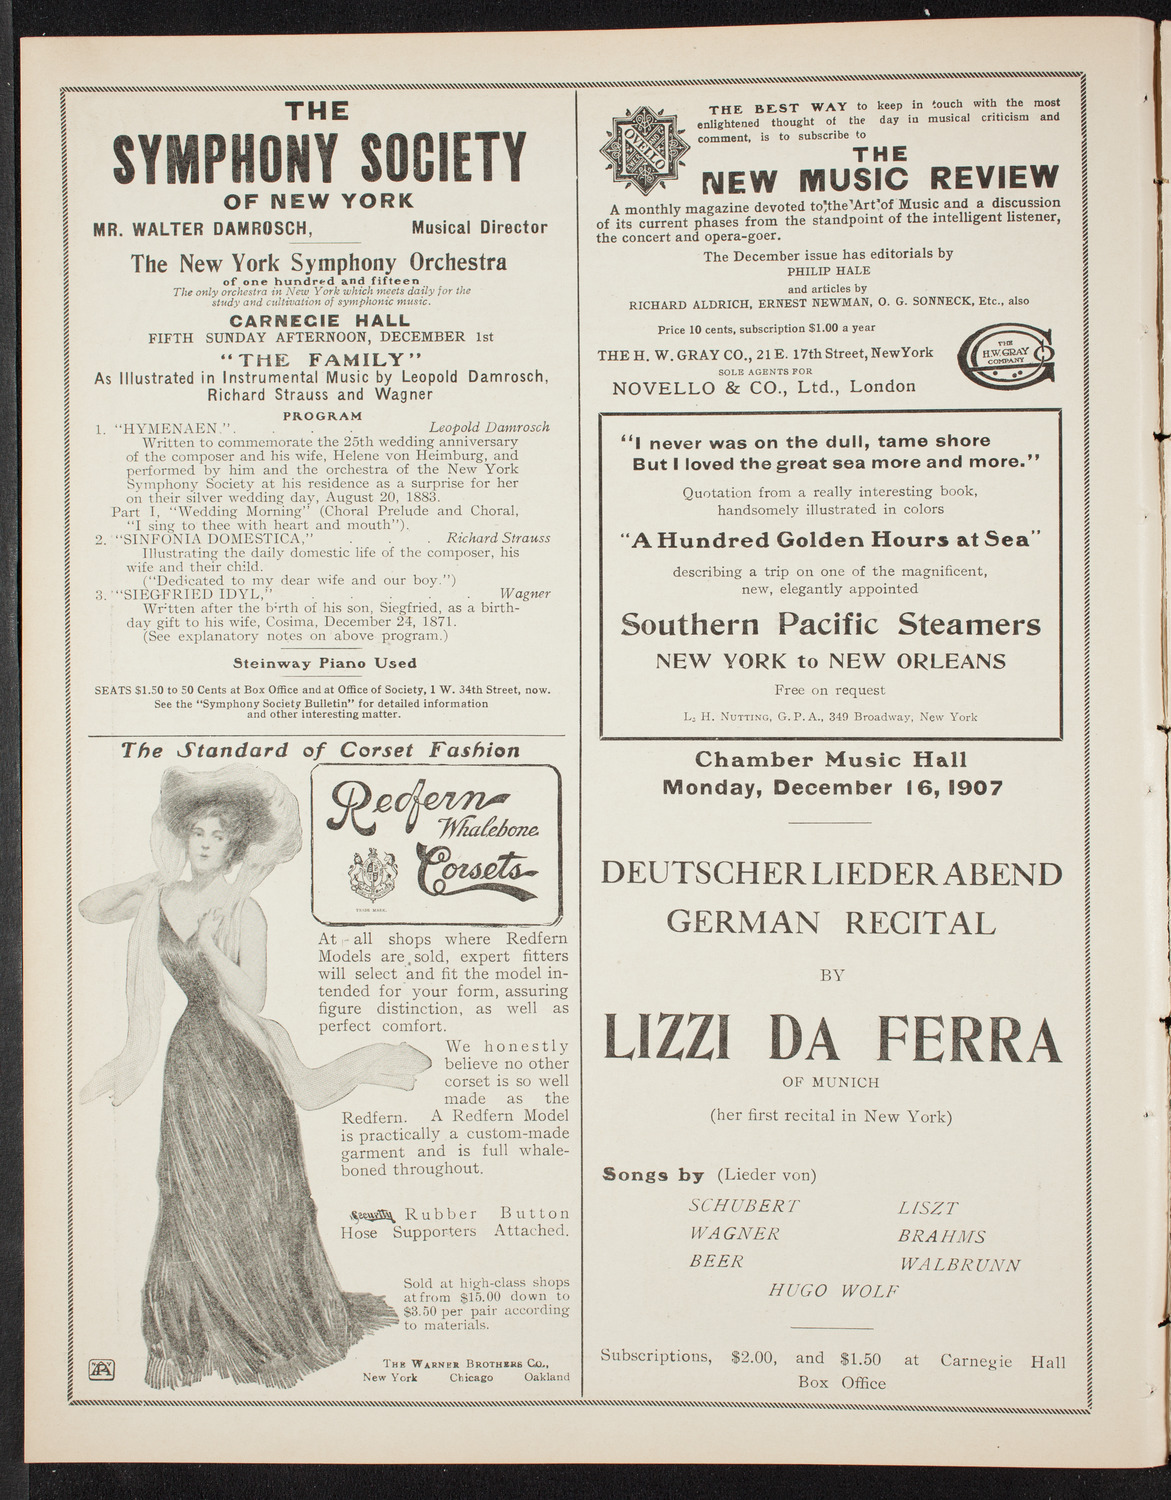 THE
SYMPHONY SOCIETY
OF NEW YORK
MR. WALTER DAMROSCH, Musical Director
The New York Symphony Orchestra
of one hundred and fifteen
The only orchestra in New York which meets daily for the
study and cultivation of symphonic music.
CARNEGIE HALL
FIFTH SUNDAY AFTERNOON, DECEMBER 1st
"THE FAMILY"
As Illustrated in Instrumental Music by Leopold Damrosch,
Richard Strauss and Wagner
PROGRAM
1. "HYMENAEN." . . . . Leopold Damrosch
Written to commemorate the 25th wedding anniversary
of the composer and his wife, Helene von Heimburg, and
performed by him and the orchestra of the New York
Symphony Society at his residence as a surprise for her
on their silver wedding day, August 20, 1883.
Part I, "Wedding Morning" (Choral Prelude and Choral,
"I sing to thee with heart and mouth").
2. "SINFONIA DOMESTICA," . . . Richard Strauss
Illustrating the daily domestic life of the composer, his
wife and their child.
("Dedicated to my dear wife and our boy.")
3. "SIEGFRIED IDYL," . . . . . Wagner
Written after the birth of his son, Siegfried, as a birth-
day gift to his wife, Cosima, December 24, 1871.
(See explanatory notes on above program.)
Steinway Piano Used
SEATS $1.50 to 50 Cents at Box Office and at Office of Society, 1 W. 34th Street, now.
See the "Symphony Society Bulletin" for detailed information
and other interesting matter.
The Standard of Corset Fashion
Redfern
Whalebone
Corsets
TRADE MARK.
At all shops where Redfern
Models are sold, expert fitters
will select and fit the model in-
tended for your form, assuring
figure distinction, as well as
perfect comfort.
We honestly
believe no other
corset is so well
made as the
Redfern. A Redfern Model
is practically a custom-made
garment and is full whale-
boned throughout.
Security Rubber Button
Hose Supporters Attached.
Sold at high-class shops
at from $15.00 down to
$3.50 per pair according
to materials.
THE WARNER BROTHERS CO.,
New York Chicago Oakland
NOVELLO
THE BEST WAY to keep in touch with the most
enlightened thought of the day in musical criticism and
comment, is to subscribe to
THE
NEW MUSIC REVIEW
A monthly magazine devoted to the Art of Music and a discussion
of its current phases from the standpoint of the intelligent listener,
the concert and opera-goer.
The December issue has editorials by
PHILIP HALE
and articles by
RICHARD ALDRICH, ERNEST NEWMAN, O. G. SONNECK, Etc., also
Price 10 cents, subscription $1.00 a year
THE H. W. GRAY CO., 21 E. 17th Street, New York
SOLE AGENTS FOR
NOVELLO & CO., Ltd., London
THE
H.W. GRAY
COMPANY
"I never was on the dull, tame shore
But I loved the great sea more and more."
Quotation from a really interesting book,
handsomely illustrated in colors
"A Hundred Golden Hours at Sea"
describing a trip on one of the magnificent,
new, elegantly appointed
Southern Pacific Steamers
NEW YORK to NEW ORLEANS
Free on request
L. H. NUTTING, G. P. A., 349 Broadway, New York
Chamber Music Hall
Monday, December 16, 1907
DEUTSCHER LIEDER ABEND
GERMAN RECITAL
BY
LIZZI DA FERRA
OF MUNICH
(her first recital in New York)
Songs by (Lieder von)
SCHUBERT LISZT
WAGNER BRAHMS
BEER WALBRUNN
HUGO WOLF
Subscriptions, $2.00, and $1.50 at Carnegie Hall
Box Office